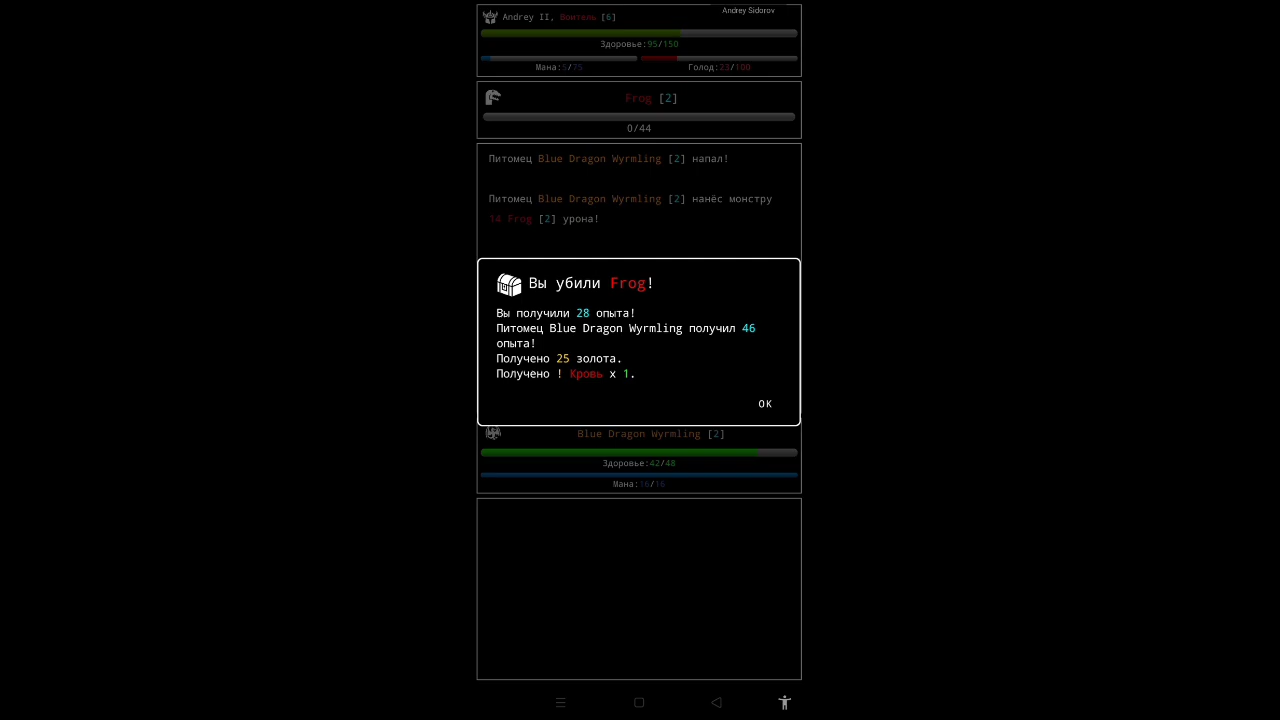 Andrey Sidorov
Andrey II, Воитель [6]
Здоровье:95/150
Мана:5/75
Голод:23/100
Frog [2]
0/44
Питомец Blue Dragon Wyrmling [2] напал!
Питомец Blue Dragon Wyrmling [2] нанёс монстру
14 Frog [2] урона!
Вы убили Frog!
Вы получили 28 опыта!
Питомец Blue Dragon Wyrmling получил 46
опыта!
Получено 25 золота.
Получено ! Кровь x 1.
OK
Blue Dragon Wyrmling [2]
Здоровье:42/48
Мана:16/16